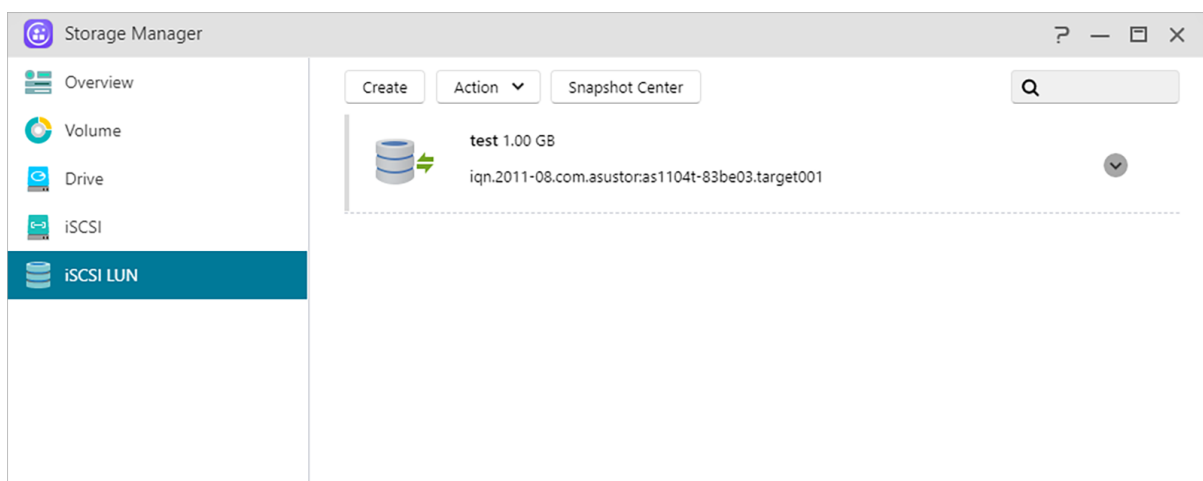 Storage Manager
Overview
Volume
Drive
iSCSI
iSCSI LUN
Create
Action
Snapshot Center
test 1.00 GB
iqn.2011-08.com.asustor:as1104t-83be03.target001